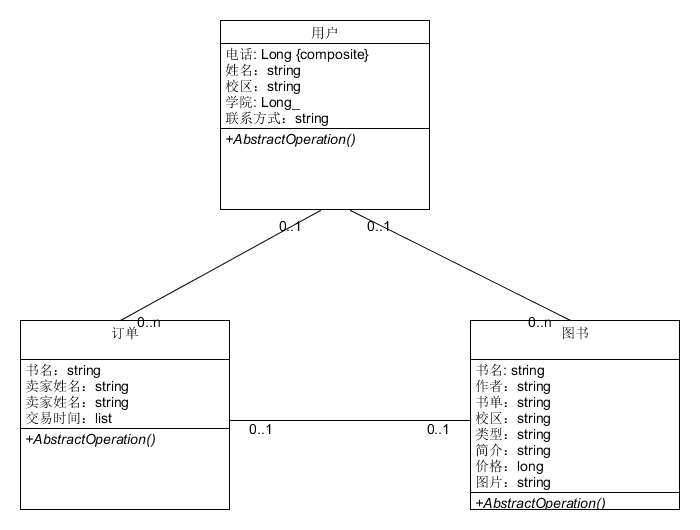 用户
电话: Long {composite}
姓名：string
校区：string
学院: Long_
联系方式：string
+AbstractOperation()
0..1
0..1
0..n
0..n
订单
图书
书名：string
卖家姓名：string
卖家姓名：string
交易时间：list
+AbstractOperation()
0..1
0..1
书名: string
作者：string
书单：string
校区：string
类型：string
简介：string
价格：long
图片：string
+AbstractOperation()